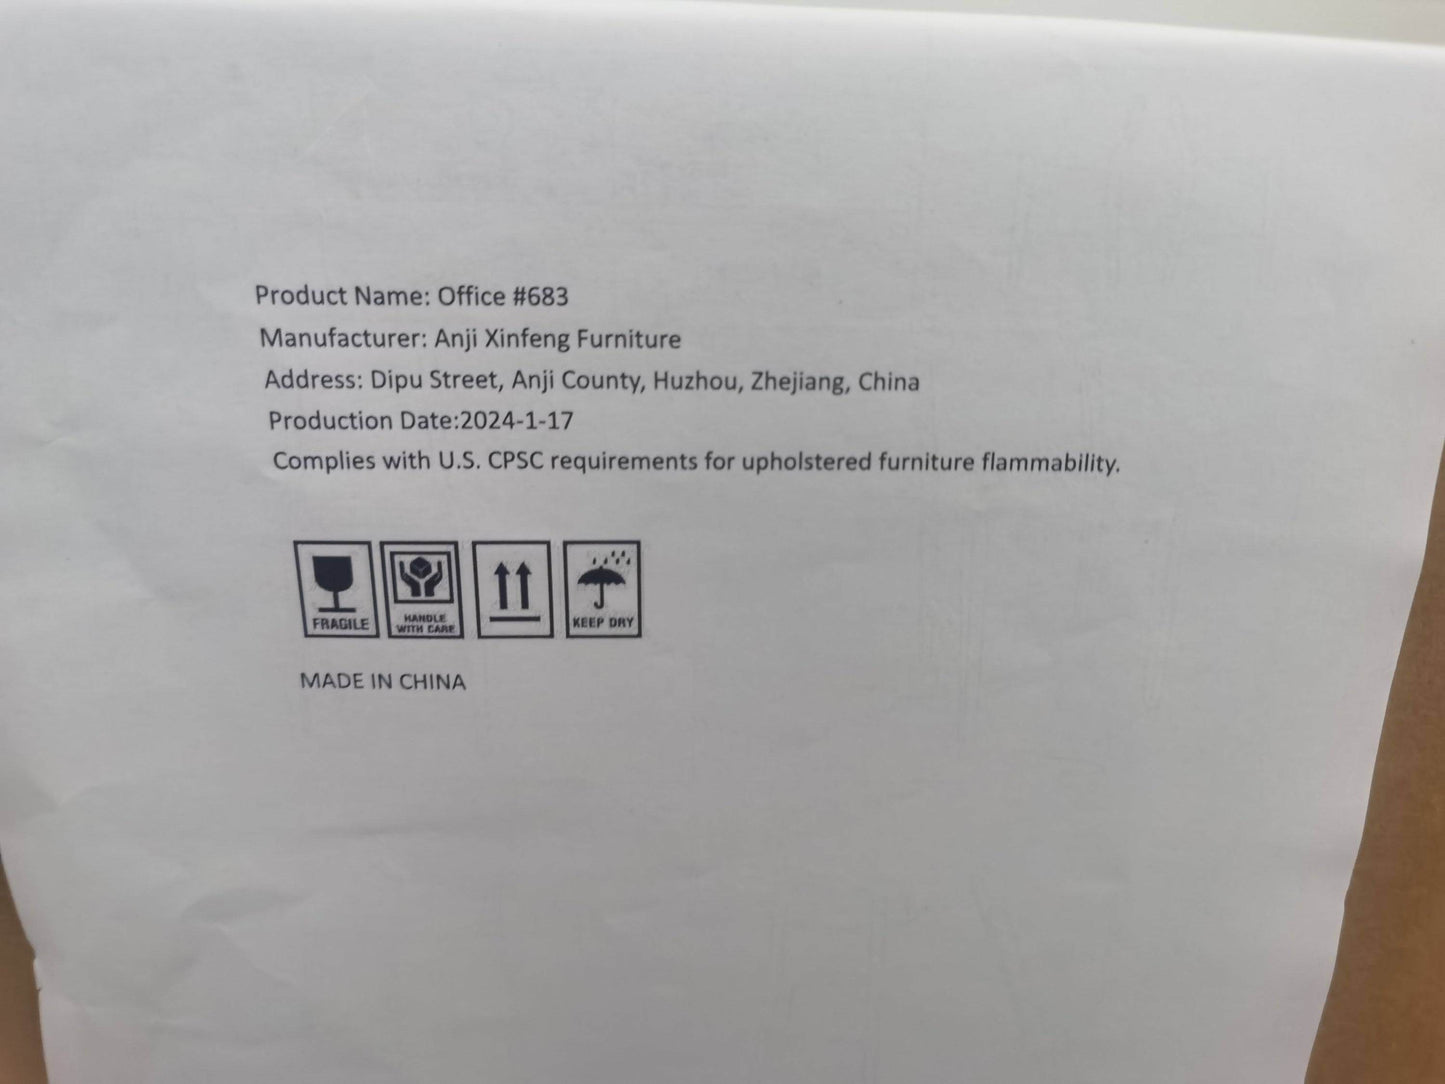 Product Name: Office #683
Manufacturer: Anji Xinfeng Furniture
Address: Dipu Street, Anji County, Huzhou, Zhejiang, China
Production Date:2024-1-17
Complies with U.S. CPSC requirements for upholstered furniture flammability.
FRAGILE
HANDLE
WITH CARE
KEEP DRY
MADE IN CHINA